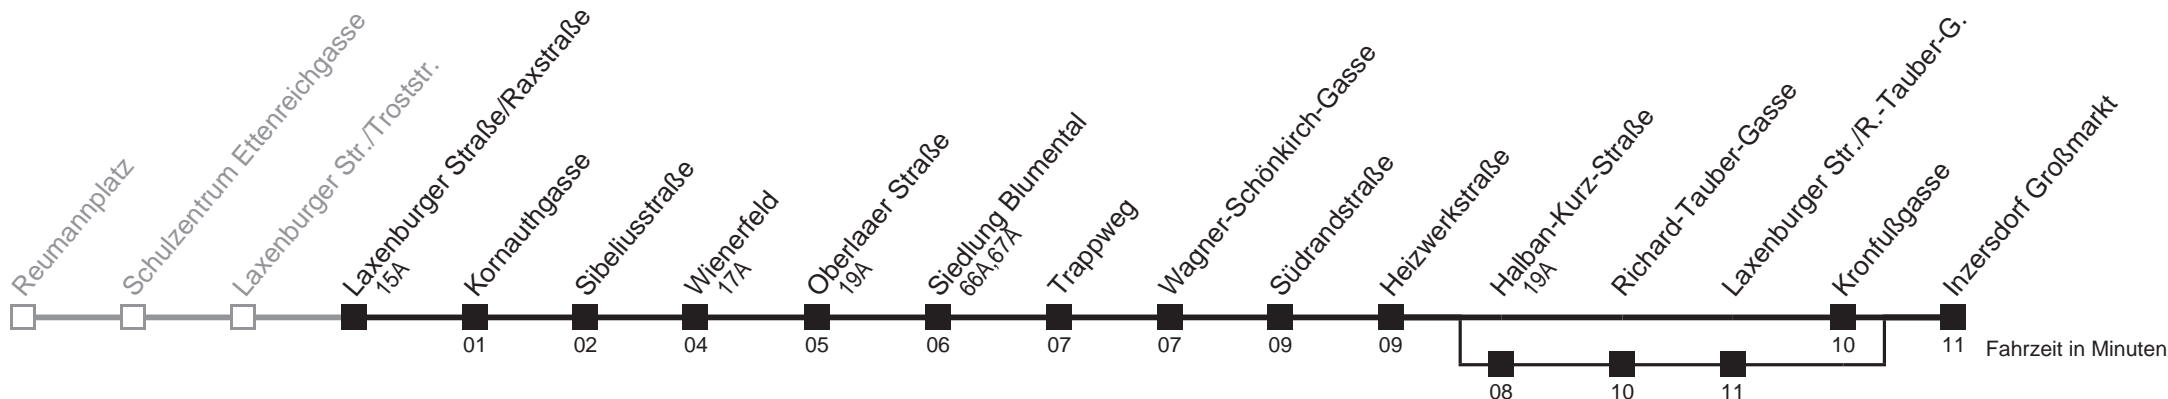 Reumannplatz
Schulzentrum Ettenreichgasse
Laxenburger Str./Troststr.
Laxenburger Straße/Raxstraße
15A
Kornauthgasse
Sibeliusstraße
Wienerfeld
17A
Oberlaaer Straße
19A
Siedlung Blumental
66A,67A
Trappweg
Wagner-Schönkirch-Gasse
Südrandstraße
Heizwerkstraße
Halban-Kurz-Straße
19A
Richard-Tauber-Gasse
Laxenburger Str./R.-Tauber-G.
Kronfußgasse
Inzersdorf Großmarkt
01 02 04 05 06 07 07 09 09 10 11 Fahrzeit in Minuten
08 10 11